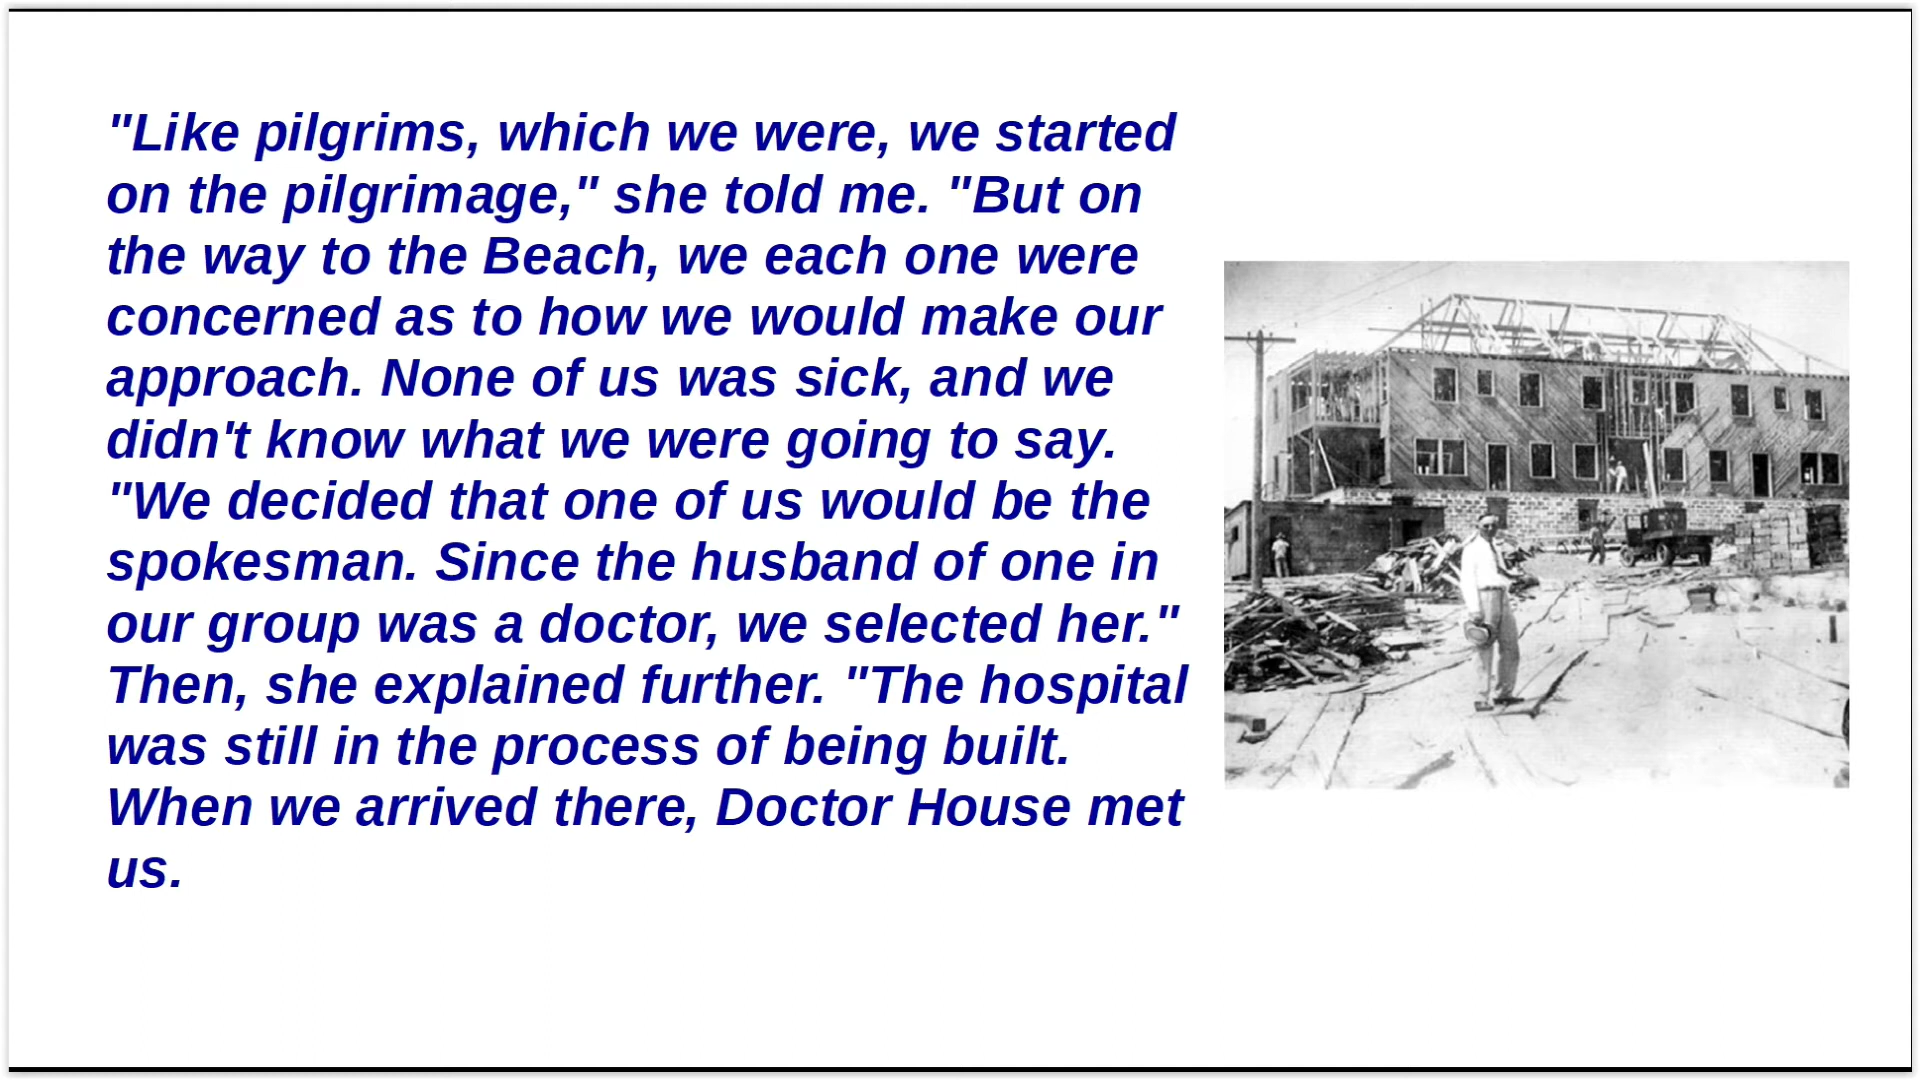 "Like pilgrims, which we were, we started
on the pilgrimage," she told me. "But on
the way to the Beach, we each one were
concerned as to how we would make our
approach. None of us was sick, and we
didn't know what we were going to say.
"We decided that one of us would be the
spokesman. Since the husband of one in
our group was a doctor, we selected her."
Then, she explained further. "The hospital
was still in the process of being built.
When we arrived there, Doctor House met
us.